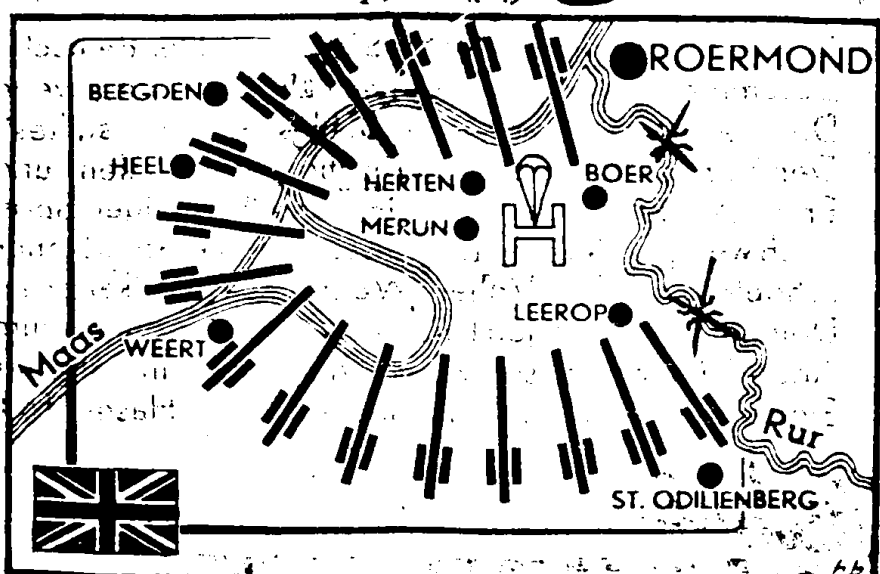 ROERMOND
BEEGDEN
HEEL
HERTEN
BOER
MERUN
LEEROP
WEERT
Maas
Rur
ST. ODILIENBERG